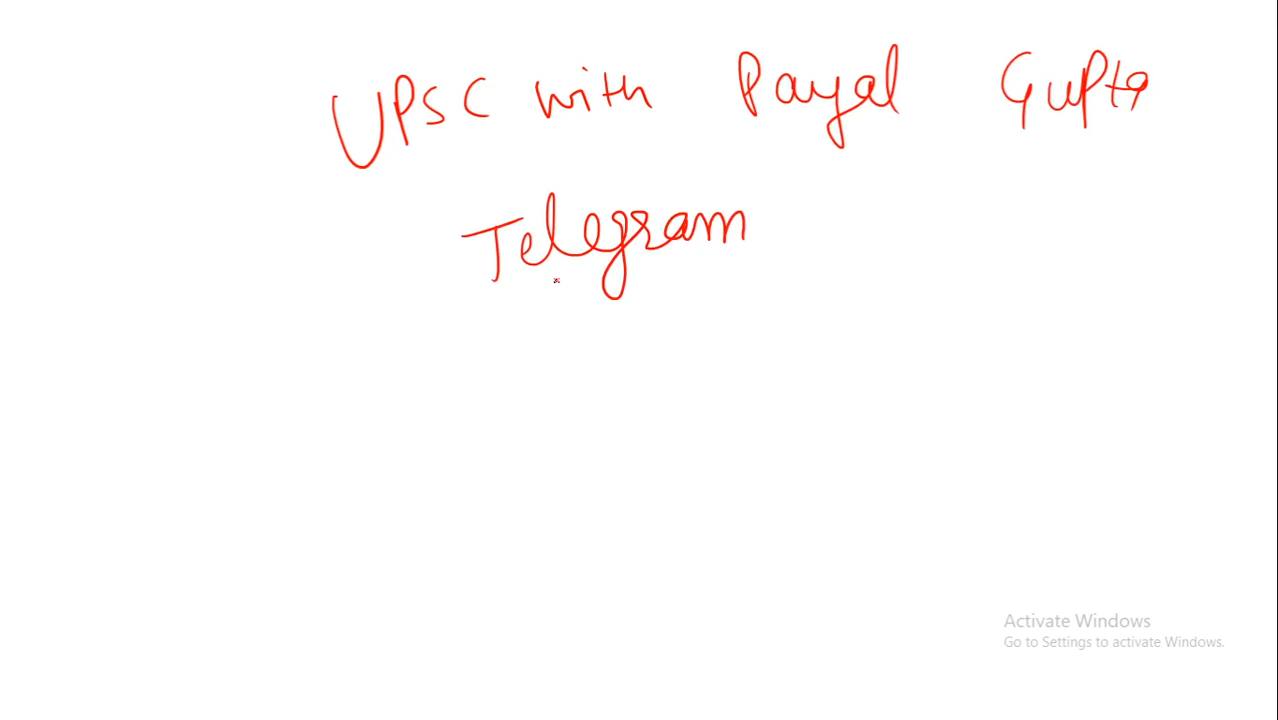 UPSC with Payal Gupta
Telegram
Activate Windows
Go to Settings to activate Windows.